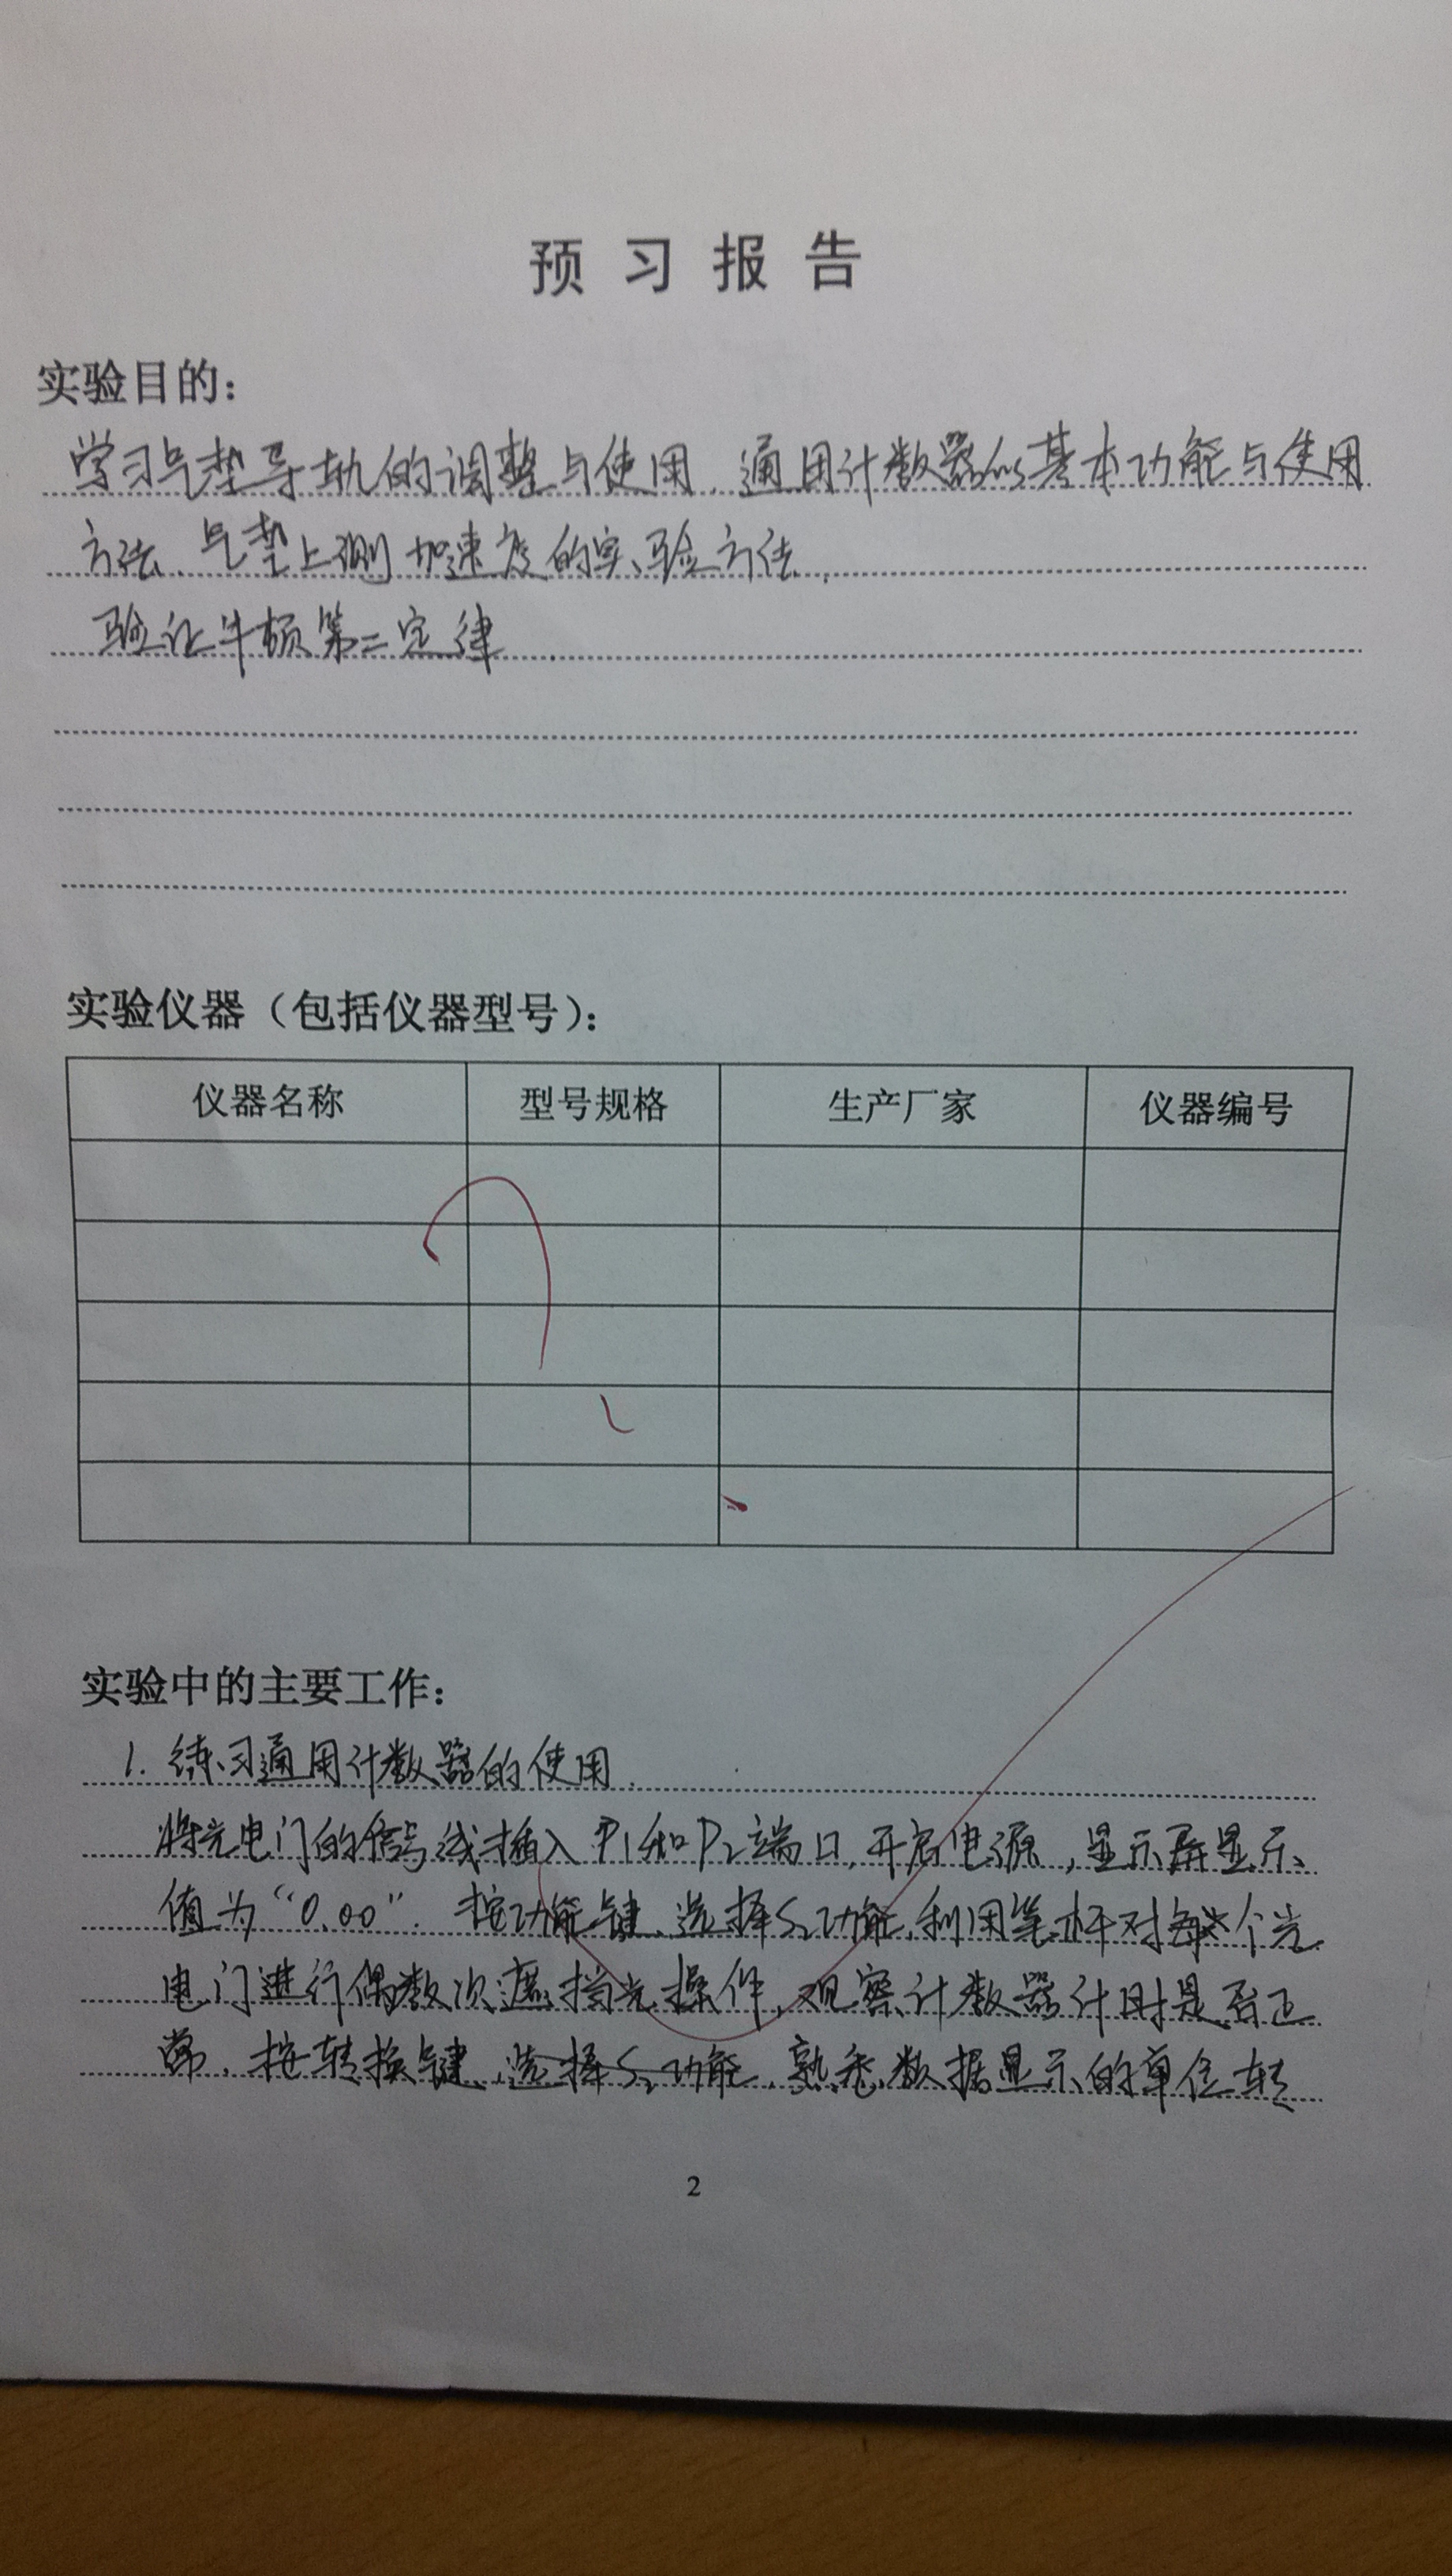 预习报告
实验目的：
学习气垫导轨的调整与使用，通用计数器的基本功能与使用
方法、气垫上测加速度的实验方法，
验证牛顿第二定律．
实验仪器（包括仪器型号）：
仪器名称 型号规格 生产厂家 仪器编号
实验中的主要工作：
1. 练习通用计数器的使用．
将光电门的信号线插入P1和P2端口，开启电源，显示屏显示
值为“0.00”．按功能键、选择S2功能，利用笔杆对每个光
电门进行偶数次遮挡光操作，观察计数器计时是否正
常．按转换键、选择S2功能，熟悉数据显示的单位转
2